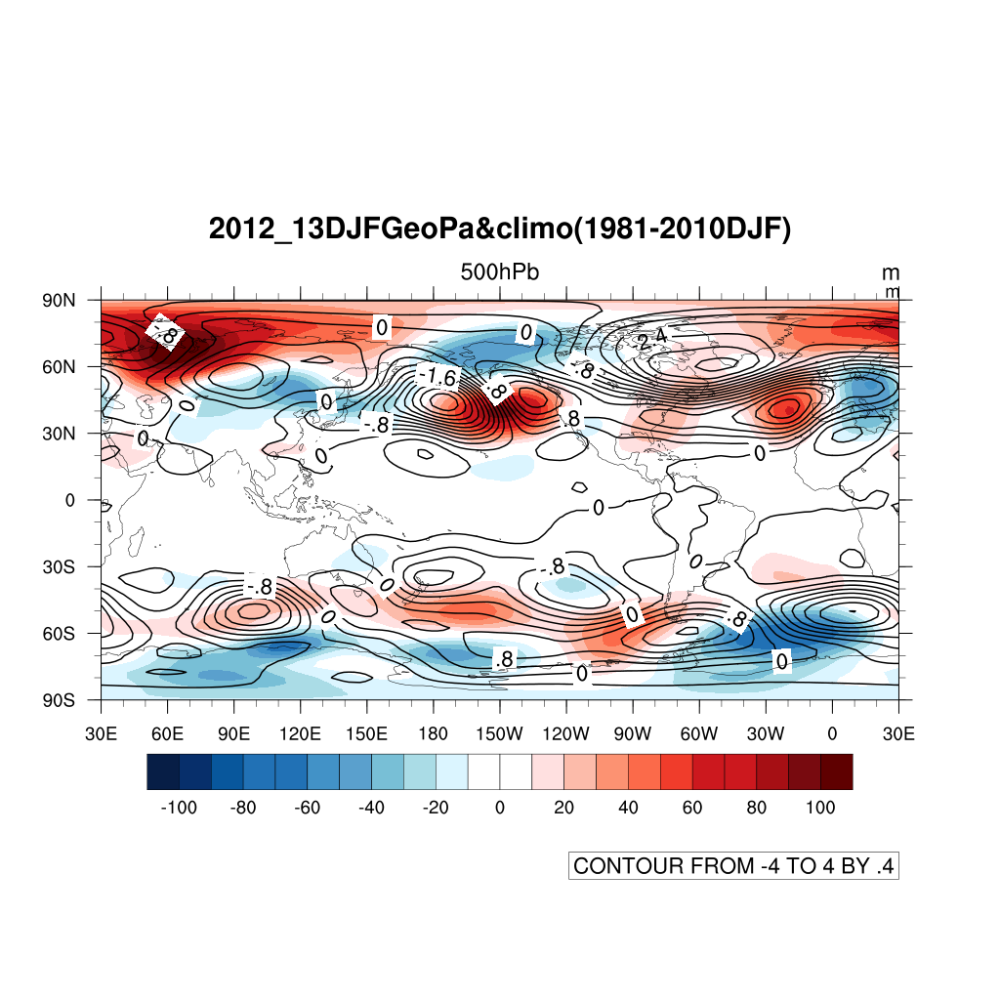 2012_13DJFGeoPa&climo(1981-2010DJF)
500hPb
m
m
90N
60N
30N
0
30S
60S
90S
-.8
0
0
-2.4
-1.6
.8
-.8
0
0
-.8
.8
0
0
0
0
-.8
0
-.8
0
0
0
.8
.8
0
0
30E 60E 90E 120E 150E 180 150W 120W 90W 60W 30W 0 30E
-100 -80 -60 -40 -20 0 20 40 60 80 100
CONTOUR FROM -4 TO 4 BY .4